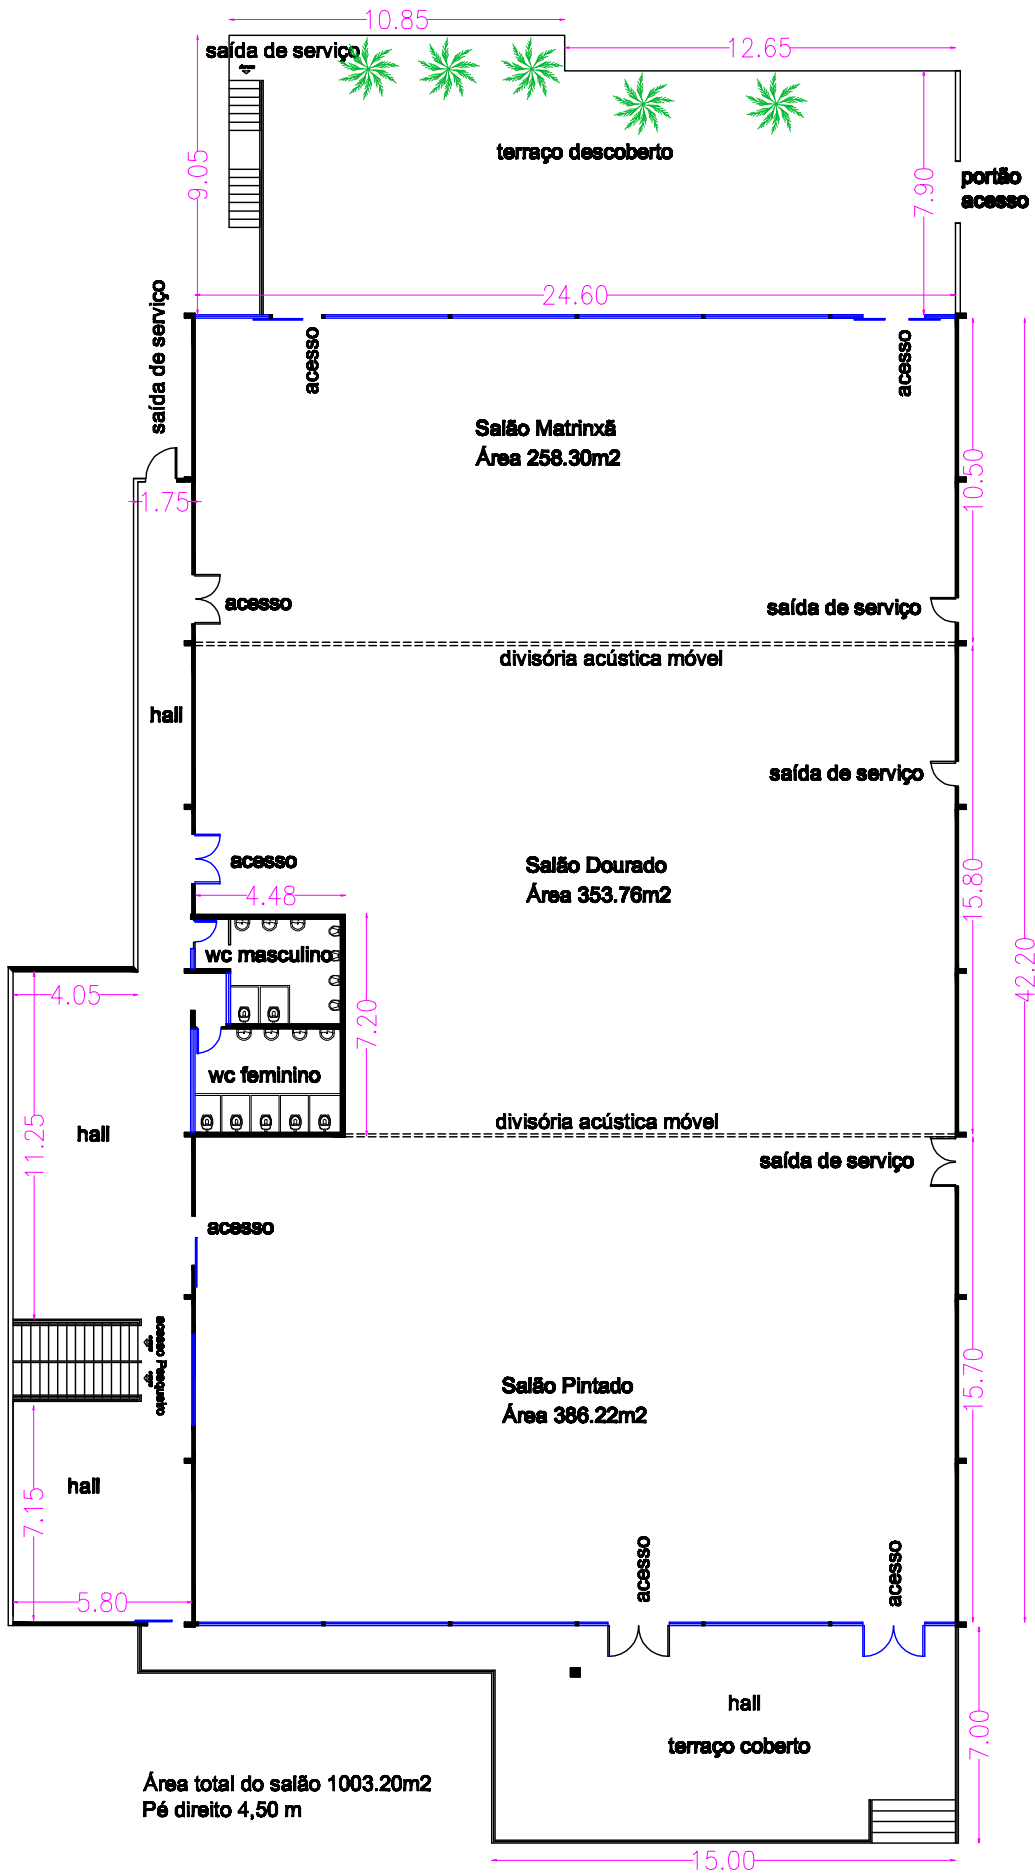 10.85
saída de serviço
12.65
9.05
terraço descoberto
7.90
portão
acesso
24.60
saída de serviço
acesso
acesso
Salão Matrinxã
Área 258.30m2
10.50
1.75
acesso
saída de serviço
divisória acústica móvel
hall
saída de serviço
acesso
Salão Dourado
Área 353.76m2
15.80
4.48
wc masculino
42.20
4.05
7.20
wc feminino
hall
11.25
divisória acústica móvel
saída de serviço
acesso
acesso Pesqueiro
Salão Pintado
Área 386.22m2
15.70
hall
7.15
5.80
acesso
acesso
hall
terraço coberto
7.00
Área total do salão 1003.20m2
Pé direito 4,50 m
15.00